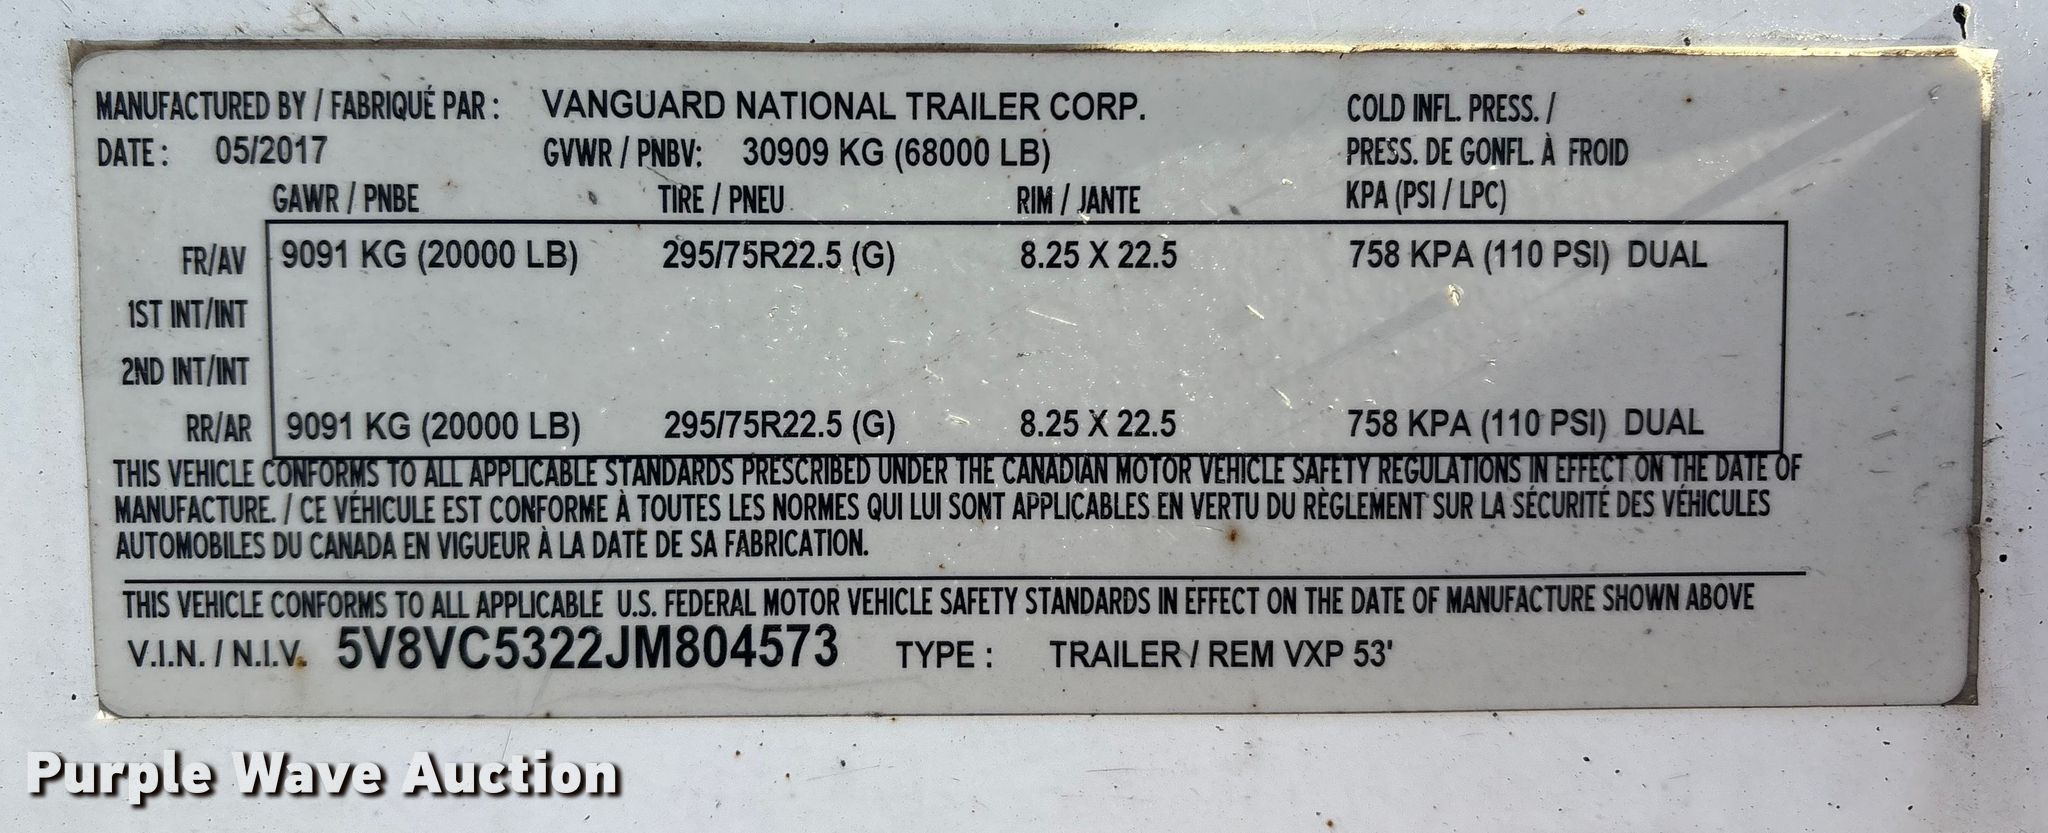 MANUFACTURED BY / FABRIQUÉ PAR : VANGUARD NATIONAL TRAILER CORP. COLD INFL. PRESS. /
DATE : 05/2017 GVWR / PNBV: 30909 KG (68000 LB) PRESS. DE GONFL. À FROID
GAWR / PNBE TIRE / PNEU RIM / JANTE KPA (PSI / LPC)
FR/AV 9091 KG (20000 LB) 295/75R22.5 (G) 8.25 X 22.5 758 KPA (110 PSI) DUAL
1ST INT/INT
2ND INT/INT
RR/AR 9091 KG (20000 LB) 295/75R22.5 (G) 8.25 X 22.5 758 KPA (110 PSI) DUAL
THIS VEHICLE CONFORMS TO ALL APPLICABLE STANDARDS PRESCRIBED UNDER THE CANADIAN MOTOR VEHICLE SAFETY REGULATIONS IN EFFECT ON THE DATE OF
MANUFACTURE. / CE VÉHICULE EST CONFORME À TOUTES LES NORMES QUI LUI SONT APPLICABLES EN VERTU DU RÈGLEMENT SUR LA SÉCURITÉ DES VÉHICULES
AUTOMOBILES DU CANADA EN VIGUEUR À LA DATE DE SA FABRICATION.
THIS VEHICLE CONFORMS TO ALL APPLICABLE U.S. FEDERAL MOTOR VEHICLE SAFETY STANDARDS IN EFFECT ON THE DATE OF MANUFACTURE SHOWN ABOVE
V.I.N. / N.I.V. 5V8VC5322JM804573 TYPE : TRAILER / REM VXP 53'
Purple Wave Auction